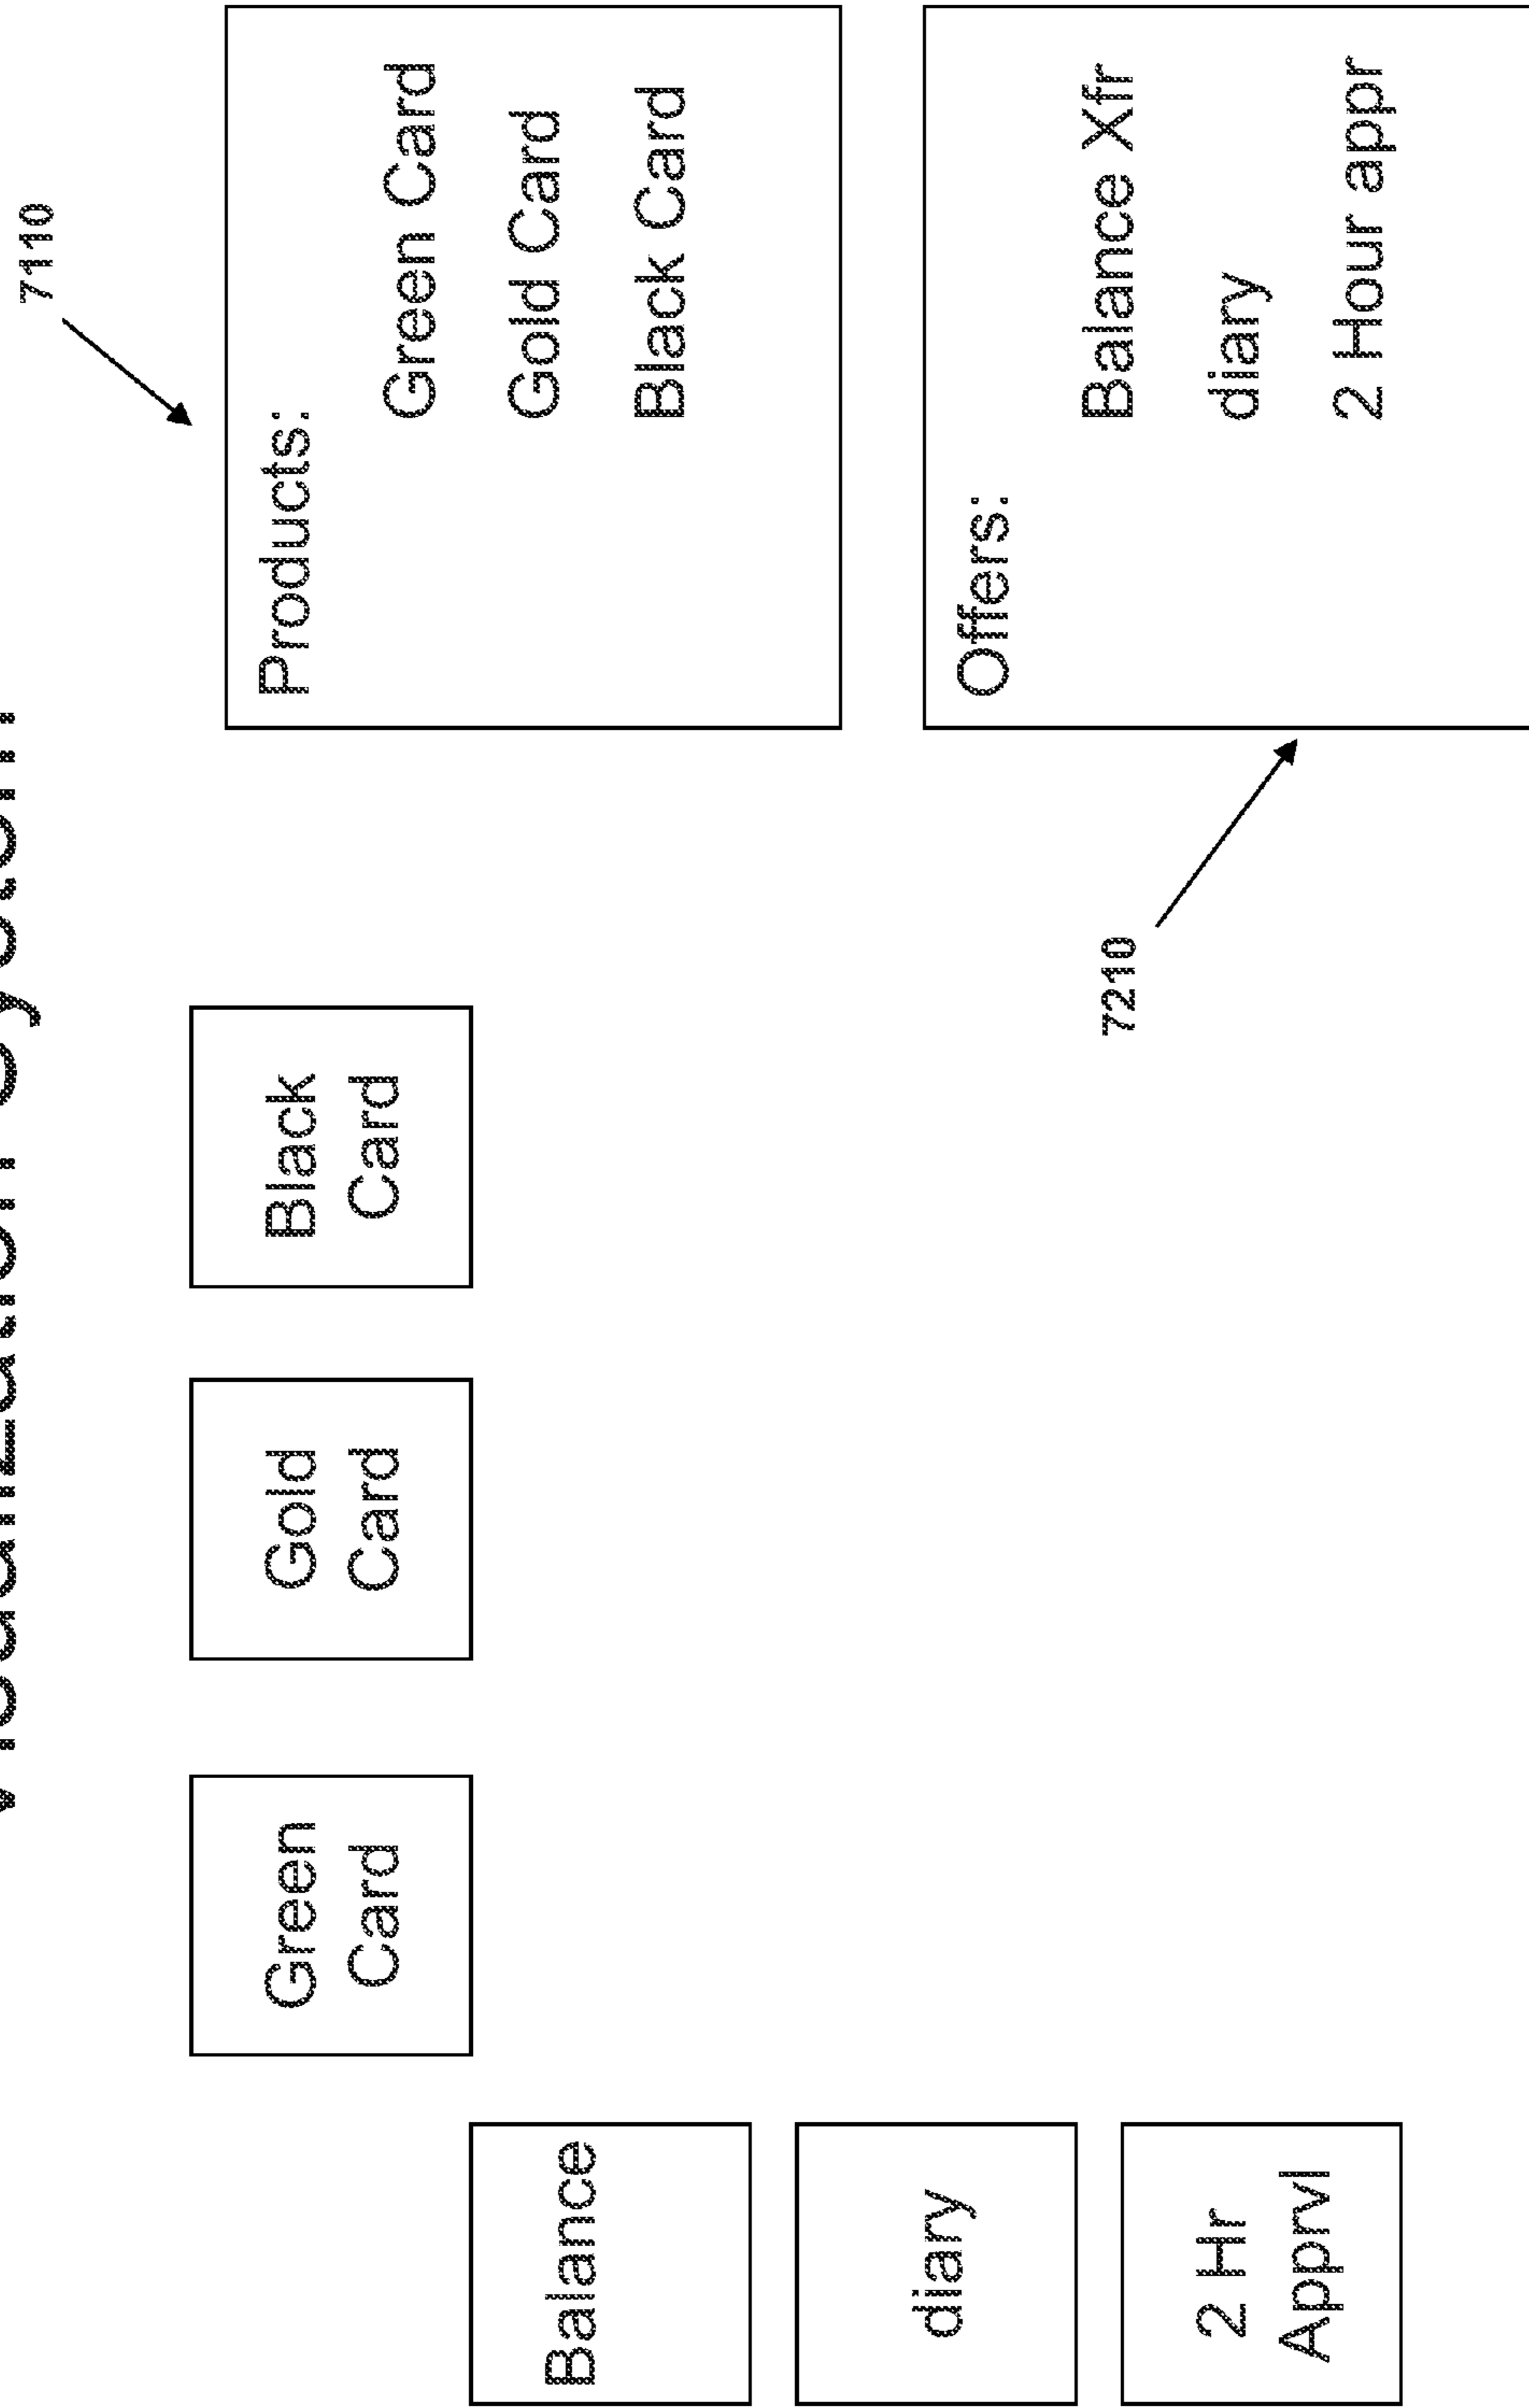 7110
Green
Card
Gold
Card
Black
Card
Products:
Green Card
Gold Card
Black Card
Balance
diary
2 Hr
Apprvl
7210
Offers:
Balance Xfr
diary
2 Hour appr